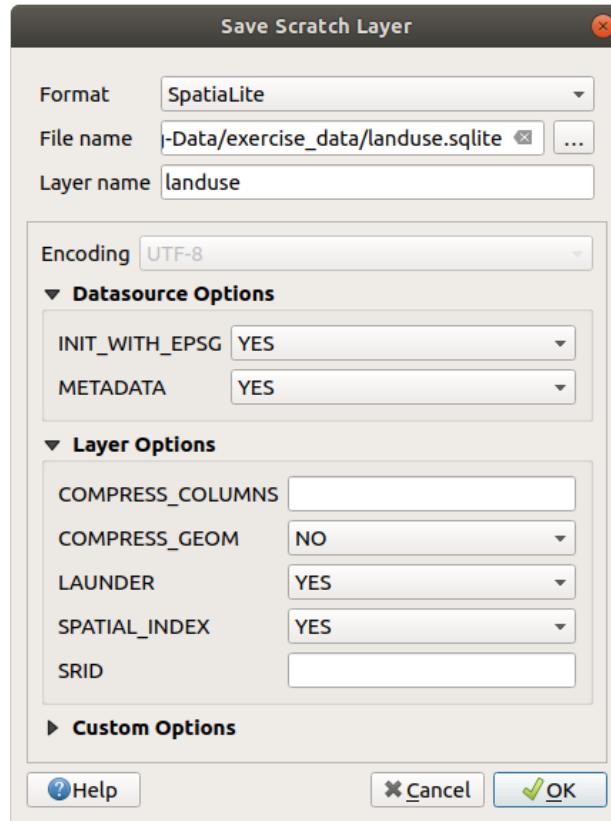 Save Scratch Layer
Format SpatiaLite
File name -Data/exercise_data/landuse.sqlite ...
Layer name landuse
Encoding UTF-8
Datasource Options
INIT_WITH_EPSG YES
METADATA YES
Layer Options
COMPRESS_COLUMNS
COMPRESS_GEOM NO
LAUNDER YES
SPATIAL_INDEX YES
SRID
Custom Options
Help Cancel OK